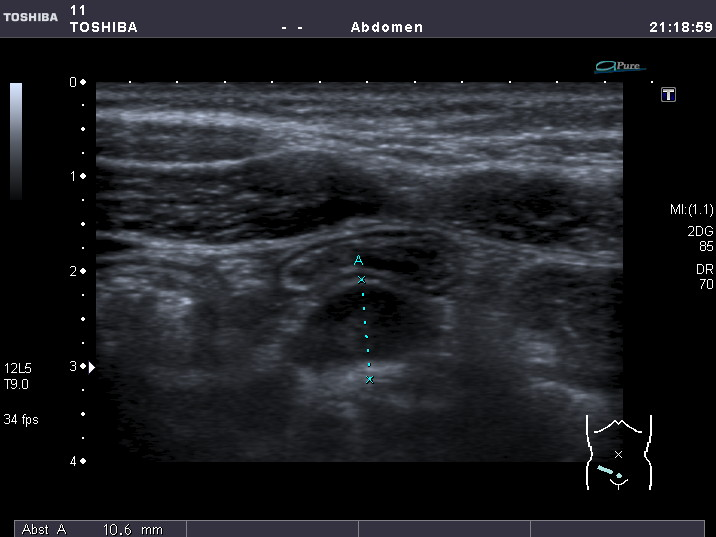 TOSHIBA
11
TOSHIBA - - Abdomen 21:18:59
aPure
T
0
1
2
3
4
A
MI:(1.1)
2DG
85
DR
70
12L5
T9.0
34 fps
Abst A 10.6 mm